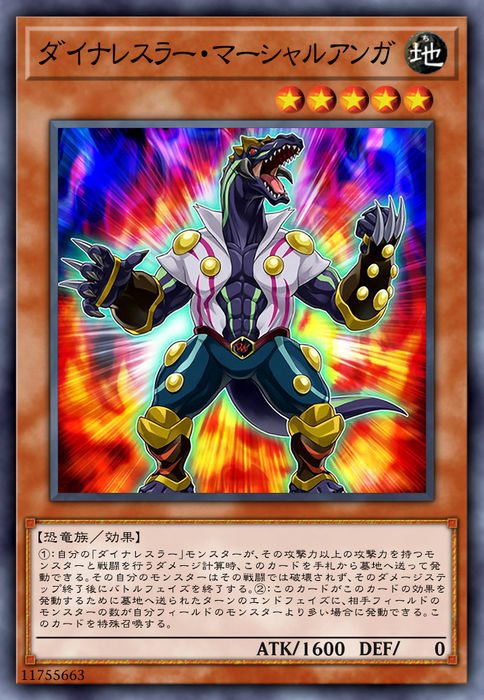 ダイナレスラー・マーシャルアンガ
ち
地
DW
【恐竜族／効果】
①:自分の「ダイナレスラー」モンスターが、その攻撃力以上の攻撃力を持つモ
ンスターと戦闘を行うダメージ計算時、このカードを手札から墓地へ送って発
動できる。その自分のモンスターはその戦闘では破壊されず、そのダメージステ
ップ終了後にバトルフェイズを終了する。②:このカードがこのカードの効果を
発動するために墓地へ送られたターンのエンドフェイズに、相手フィールドの
モンスターの数が自分フィールドのモンスターより多い場合に発動できる。こ
のカードを特殊召喚する。
ATK/1600 DEF/ 0
11755663